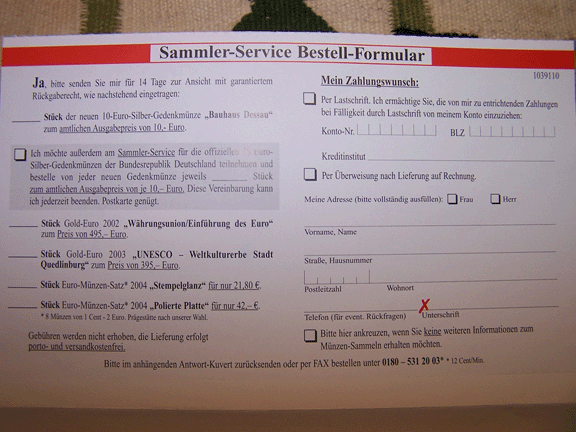 Sammler-Service Bestell-Formular
1039110
Ja, bitte senden Sie mir für 14 Tage zur Ansicht mit garantiertem
Rückgaberecht, wie nachstehend eingetragen:
Stück der neuen 10-Euro-Silber-Gedenkmünze „Bauhaus Dessau"
zum amtlichen Ausgabepreis von 10,- Euro.
Ich möchte außerdem am Sammler-Service für die offiziellen Euro-
Silber-Gedenkmünzen der Bundesrepublik Deutschland teilnehmen und
bestelle von jeder neuen Gedenkmünze jeweils Stück
zum amtlichen Ausgabepreis von je 10,– Euro. Diese Vereinbarung kann
ich jederzeit beenden. Postkarte genügt.
Stück Gold-Euro 2002 „Währungsunion/Einführung des Euro"
zum Preis von 495,– Euro.
Stück Gold-Euro 2003 „UNESCO – Weltkulturerbe Stadt
Quedlinburg" zum Preis von 395,– Euro.
Stück Euro-Münzen-Satz* 2004 „Stempelglanz" für nur 21,80 €.
Stück Euro-Münzen-Satz* 2004 „Polierte Platte" für nur 42,– €.
* 8 Münzen von 1 Cent - 2 Euro. Prägestätte nach unserer Wahl.
Gebühren werden nicht erhoben, die Lieferung erfolgt
porto- und versandkostenfrei.
Mein Zahlungswunsch:
Per Lastschrift. Ich ermächtige Sie, die von mir zu entrichtenden Zahlungen
bei Fälligkeit durch Lastschrift von meinem Konto einzuziehen:
Konto-Nr. BLZ
Kreditinstitut
Per Überweisung nach Lieferung auf Rechnung.
Meine Adresse (bitte vollständig ausfüllen): Frau Herr
Vorname, Name
Straße, Hausnummer
Postleitzahl Wohnort
X
Telefon (für event. Rückfragen) Unterschrift
Bitte hier ankreuzen, wenn Sie keine weiteren Informationen zum
Münzen-Sammeln erhalten möchten.
Bitte im anhängenden Antwort-Kuvert zurücksenden oder per FAX bestellen unter 0180 – 531 20 03* * 12 Cent/Min.